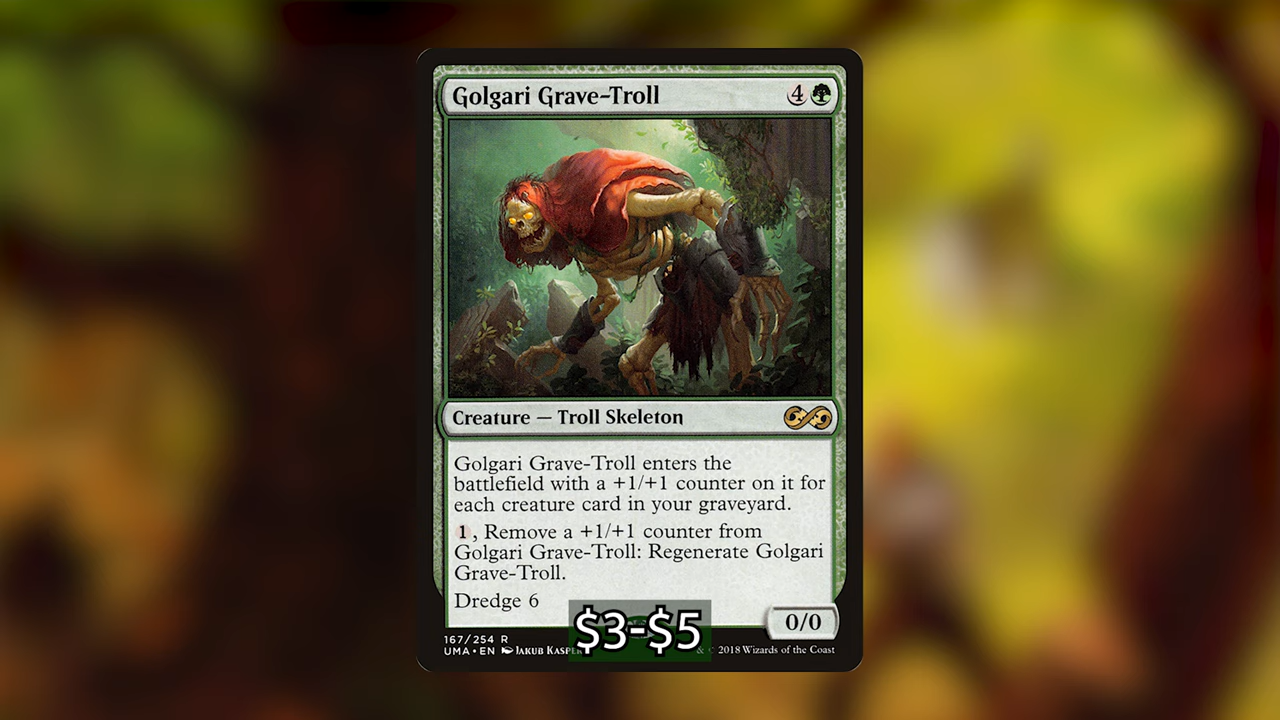 Golgari Grave-Troll 4
Creature — Troll Skeleton
Golgari Grave-Troll enters the
battlefield with a +1/+1 counter on it for
each creature card in your graveyard.
1, Remove a +1/+1 counter from
Golgari Grave-Troll: Regenerate Golgari
Grave-Troll.
Dredge 6
$3-$5
0/0
167/254 R
UMA • EN JAKUB & © 2018 Wizards of the Coast